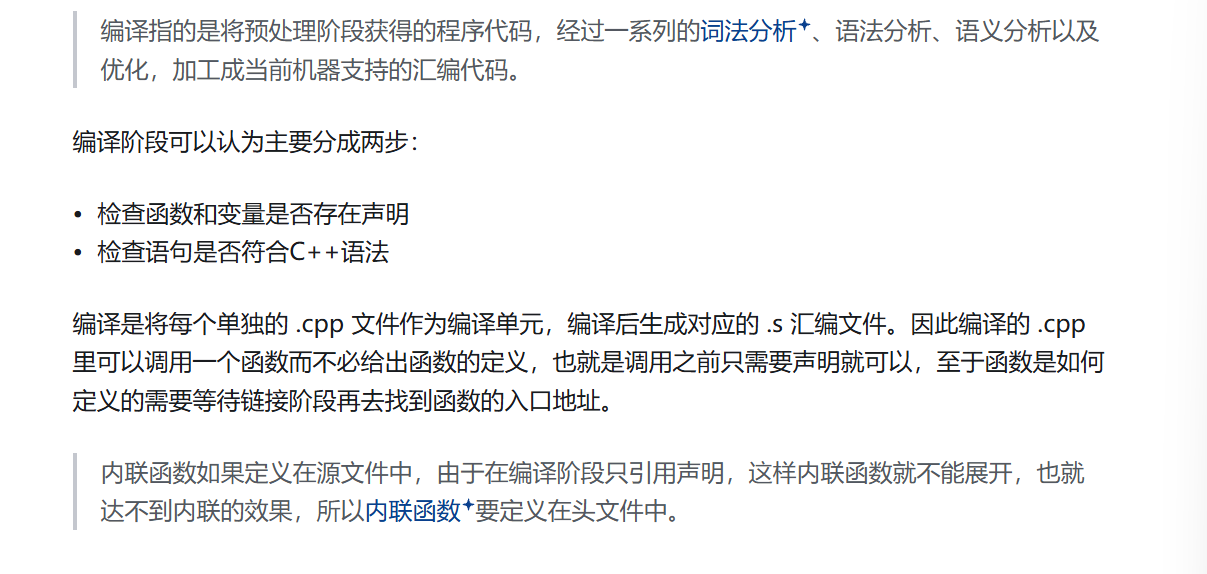 编译指的是将预处理阶段获得的程序代码，经过一系列的词法分析、语法分析、语义分析以及
优化，加工成当前机器支持的汇编代码。
编译阶段可以认为主要分成两步：
• 检查函数和变量是否存在声明
• 检查语句是否符合C++语法
编译是将每个单独的 .cpp 文件作为编译单元，编译后生成对应的 .s 汇编文件。因此编译的 .cpp
里可以调用一个函数而不必给出函数的定义，也就是调用之前只需要声明就可以，至于函数是如何
定义的需要等待链接阶段再去找到函数的入口地址。
内联函数如果定义在源文件中，由于在编译阶段只引用声明，这样内联函数就不能展开，也就
达不到内联的效果，所以内联函数要定义在头文件中。